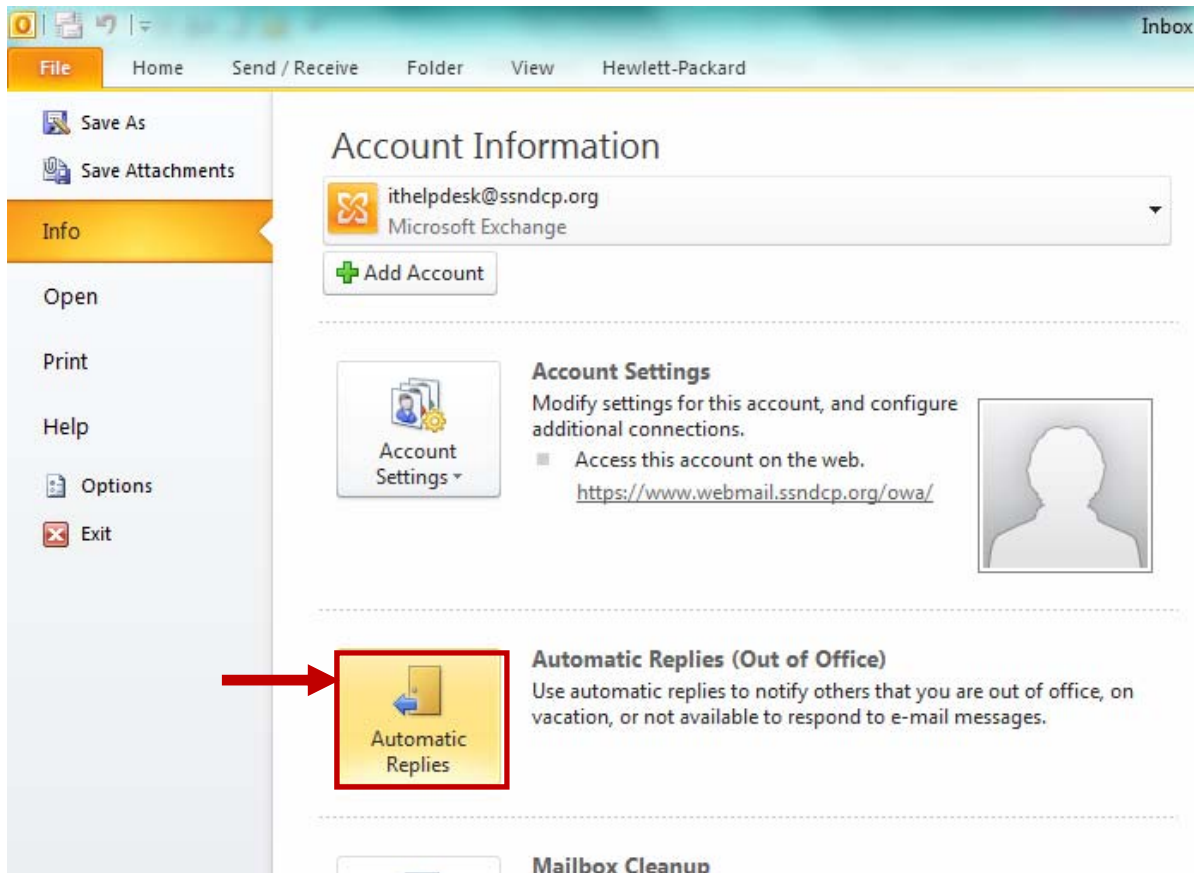 Inbox
File Home Send / Receive Folder View Hewlett-Packard
Save As
Save Attachments
Info
Open
Print
Help
Options
Exit
Account Information
ithelpdesk@ssndcp.org
Microsoft Exchange
Add Account
Account
Settings
Account Settings
Modify settings for this account, and configure
additional connections.
Access this account on the web.
https://www.webmail.ssndcp.org/owa/
Automatic
Replies
Automatic Replies (Out of Office)
Use automatic replies to notify others that you are out of office, on
vacation, or not available to respond to e-mail messages.
Mailbox Cleanup